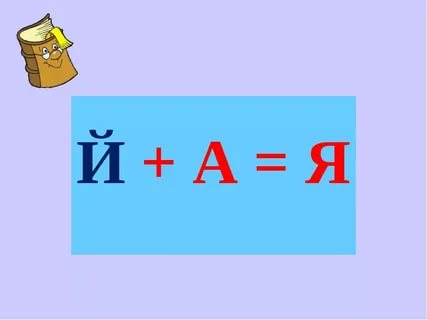 Й + А = Я